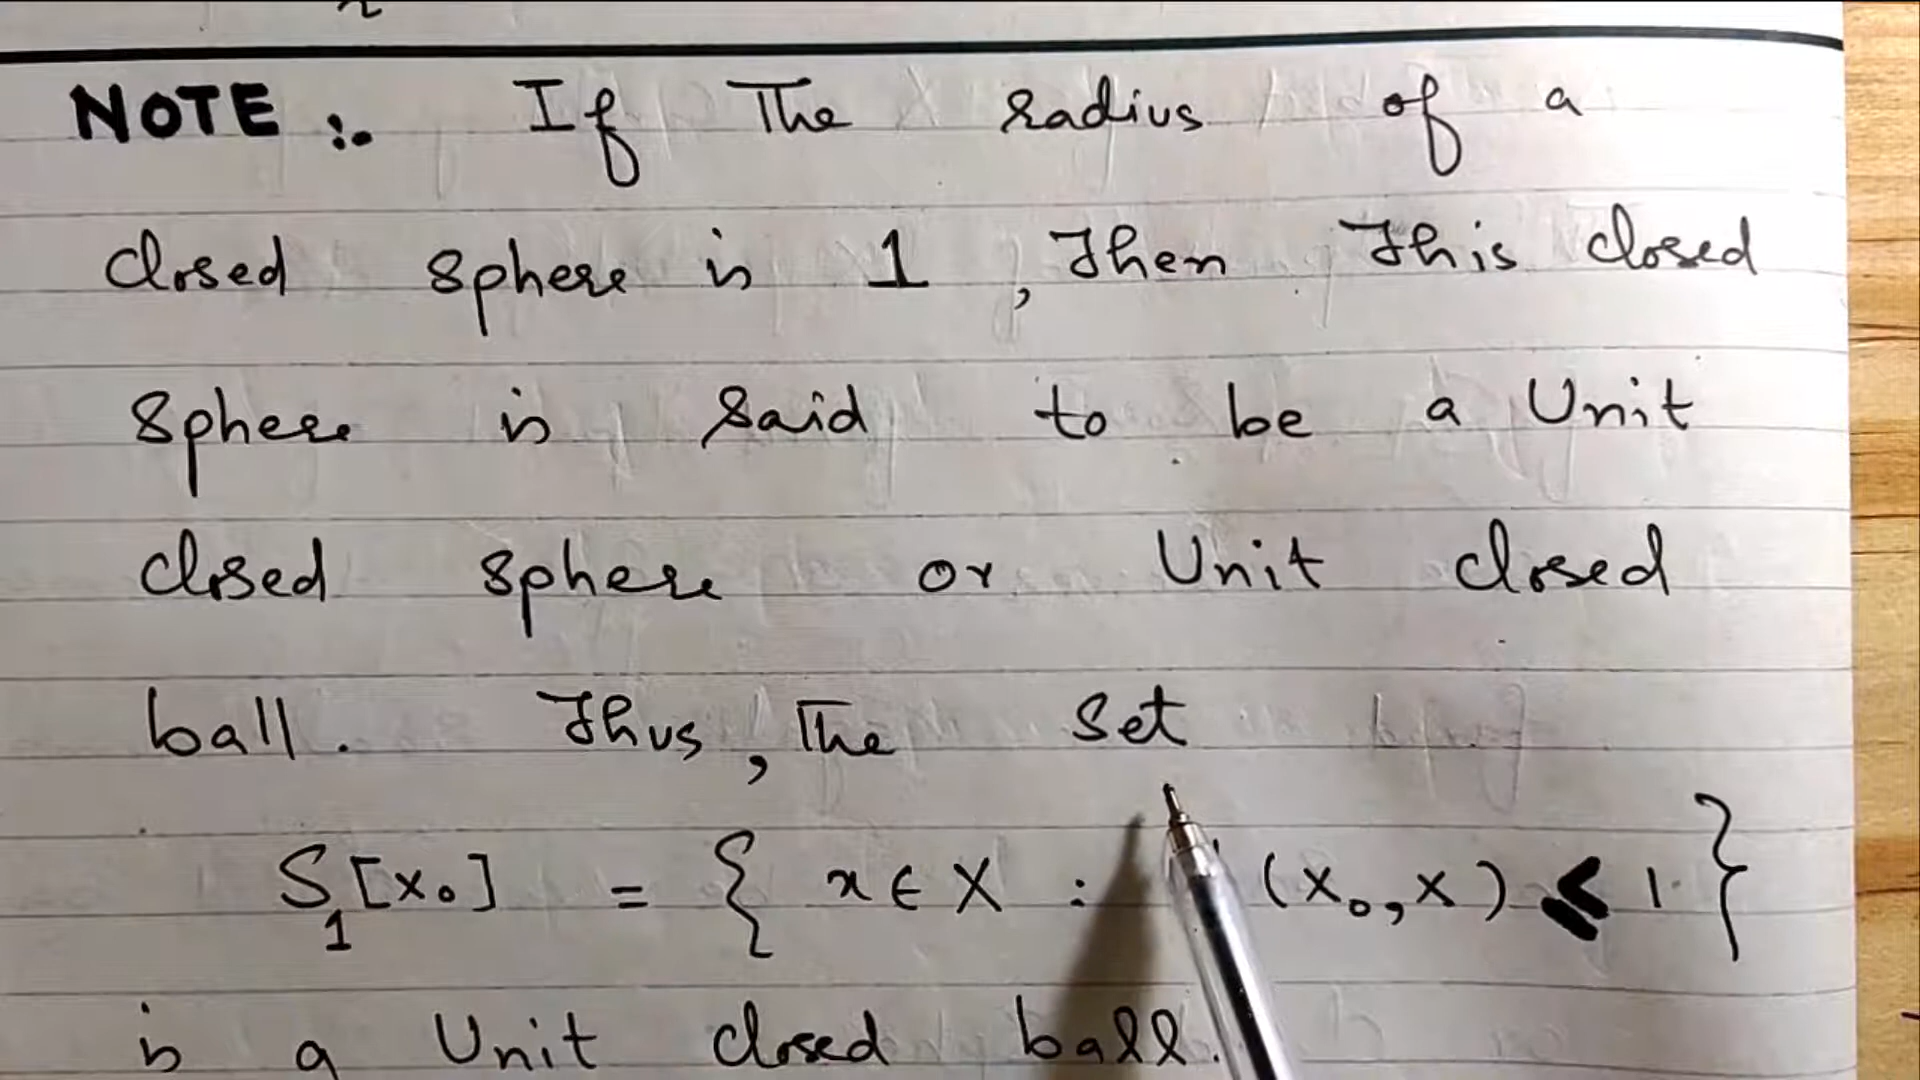 NOTE :- If The radius of a
closed sphere is 1 , Then This closed
sphere is said to be a Unit
closed sphere or Unit closed
ball . Thus , The set
S₁[x₀] = { x ∈ X : (x₀, x) ≤ 1 }
is a Unit closed ball.